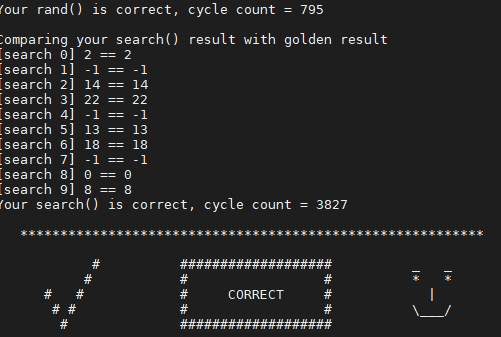 Your rand() is correct, cycle count = 795

Comparing your search() result with golden result
[search 0] 2 == 2
[search 1] -1 == -1
[search 2] 14 == 14
[search 3] 22 == 22
[search 4] -1 == -1
[search 5] 13 == 13
[search 6] 18 == 18
[search 7] -1 == -1
[search 8] 0 == 0
[search 9] 8 == 8
Your search() is correct, cycle count = 3827

   **********************************************************
            #          ###################          _   _
           #           #                 #          *   *
      #   #            #     CORRECT     #            |
       # #             #                 #          \___/
        #              ###################